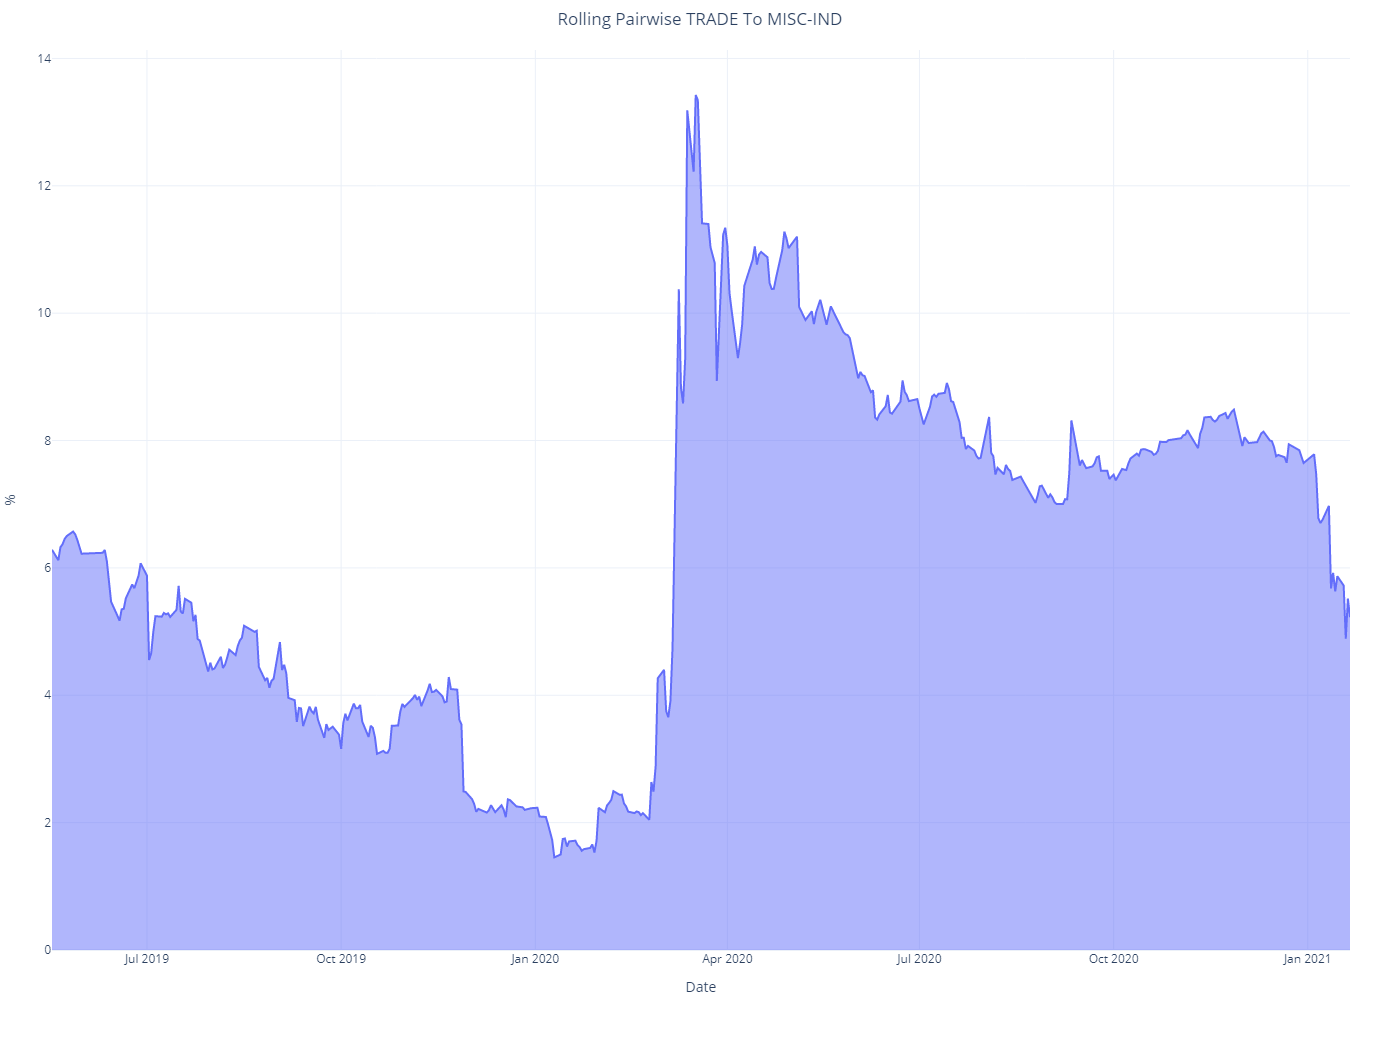 Rolling Pairwise TRADE To MISC-IND
14
12
10
8
6
4
2
0
%
Jul 2019
Oct 2019
Jan 2020
Apr 2020
Jul 2020
Oct 2020
Jan 2021
Date